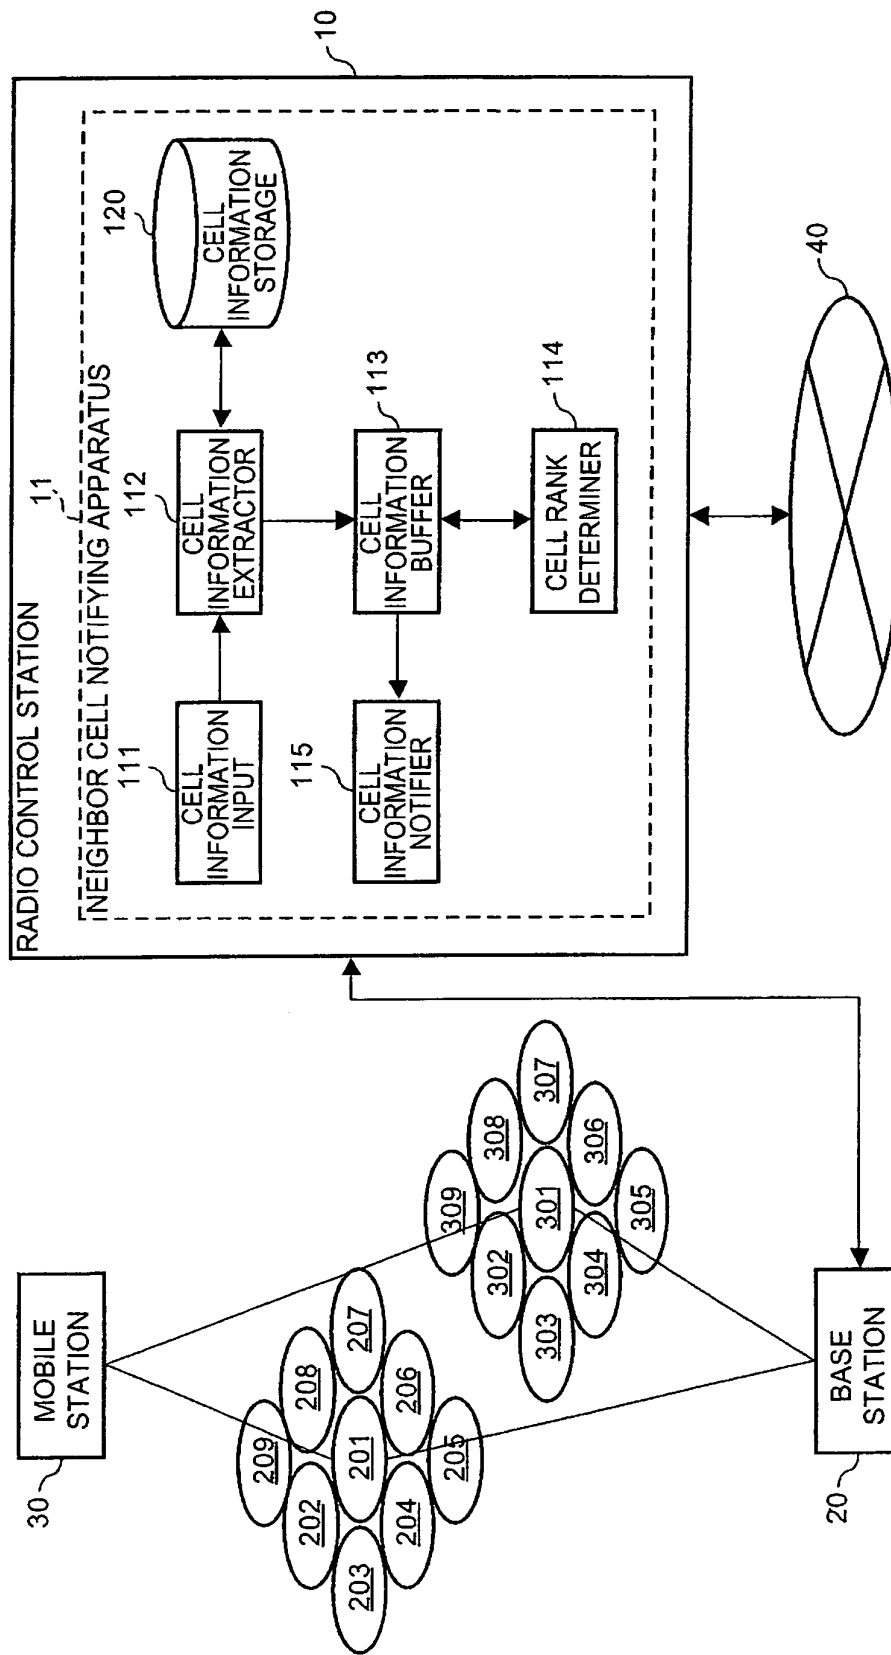 30
MOBILE
STATION
209
202
208
203
201
207
204
206
205
309
302
308
303
301
307
304
306
305
20
BASE
STATION
RADIO CONTROL STATION
10
11
NEIGHBOR CELL NOTIFYING APPARATUS
111
CELL
INFORMATION
INPUT
112
CELL
INFORMATION
EXTRACTOR
120
CELL
INFORMATION
STORAGE
115
CELL
INFORMATION
NOTIFIER
113
CELL
INFORMATION
BUFFER
114
CELL RANK
DETERMINER
40